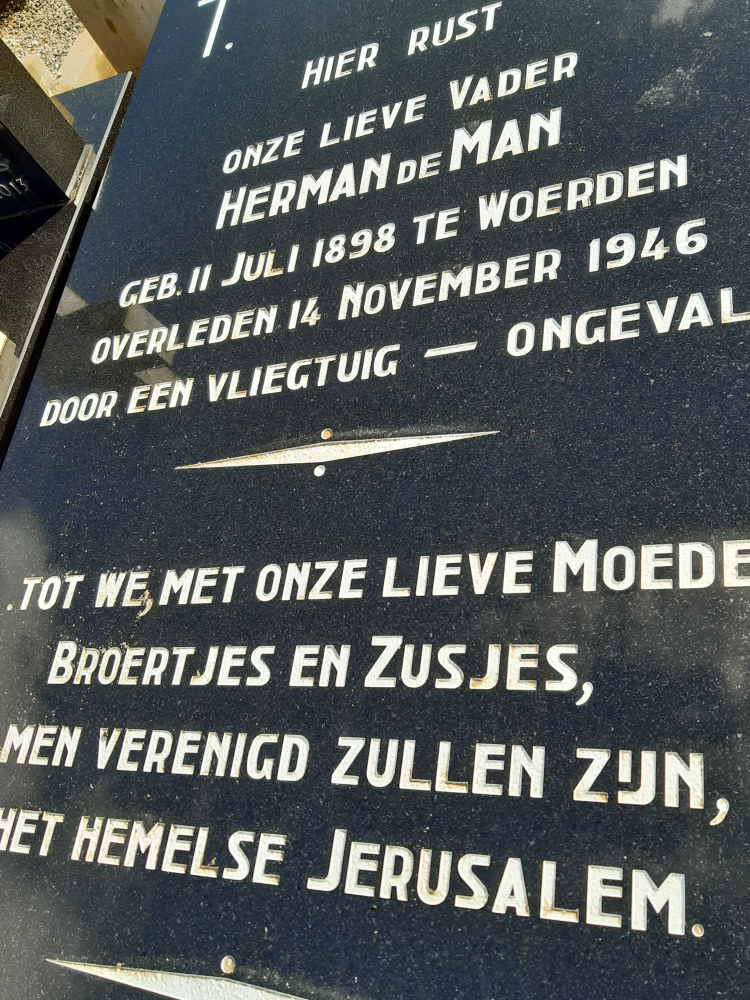 †.
HIER RUST
ONZE LIEVE VADER
HERMAN DE MAN
GEB. 11 JULI 1898 TE WOERDEN
OVERLEDEN 14 NOVEMBER 1946
DOOR EEN VLIEGTUIG — ONGEVAL
. TOT WE, MET ONZE LIEVE MOEDE
BROERTJES EN ZUSJES,
MEN VERENIGD ZULLEN ZIJN,
HET HEMELSE JERUSALEM.